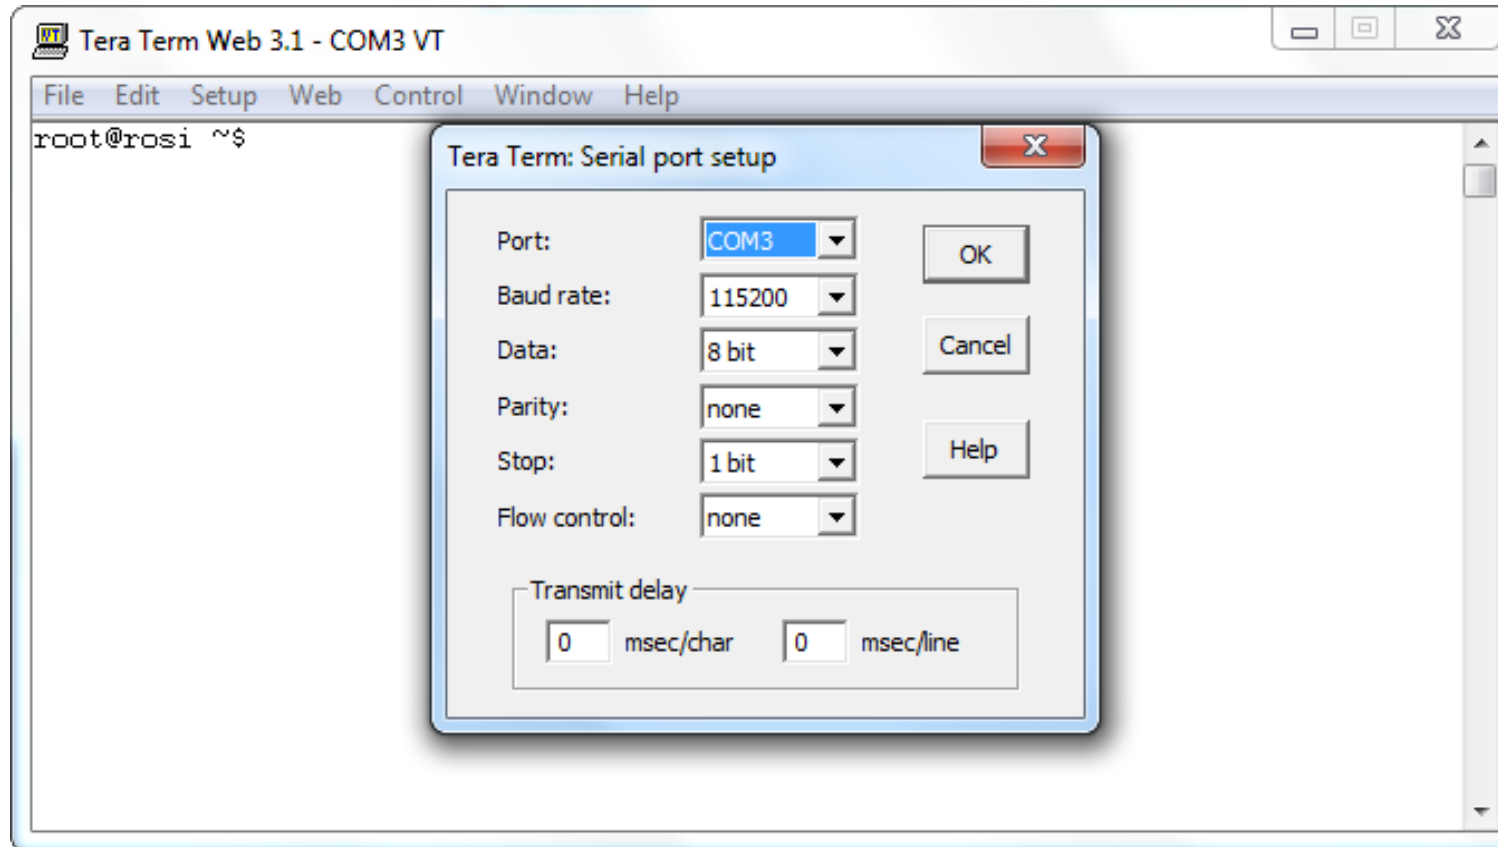 Tera Term Web 3.1 - COM3 VT
File Edit Setup Web Control Window Help
root@rosi ~$
Tera Term: Serial port setup
Port: COM3
OK
Baud rate: 115200
Data: 8 bit
Cancel
Parity: none
Stop: 1 bit
Help
Flow control: none
Transmit delay
0 msec/char 0 msec/line